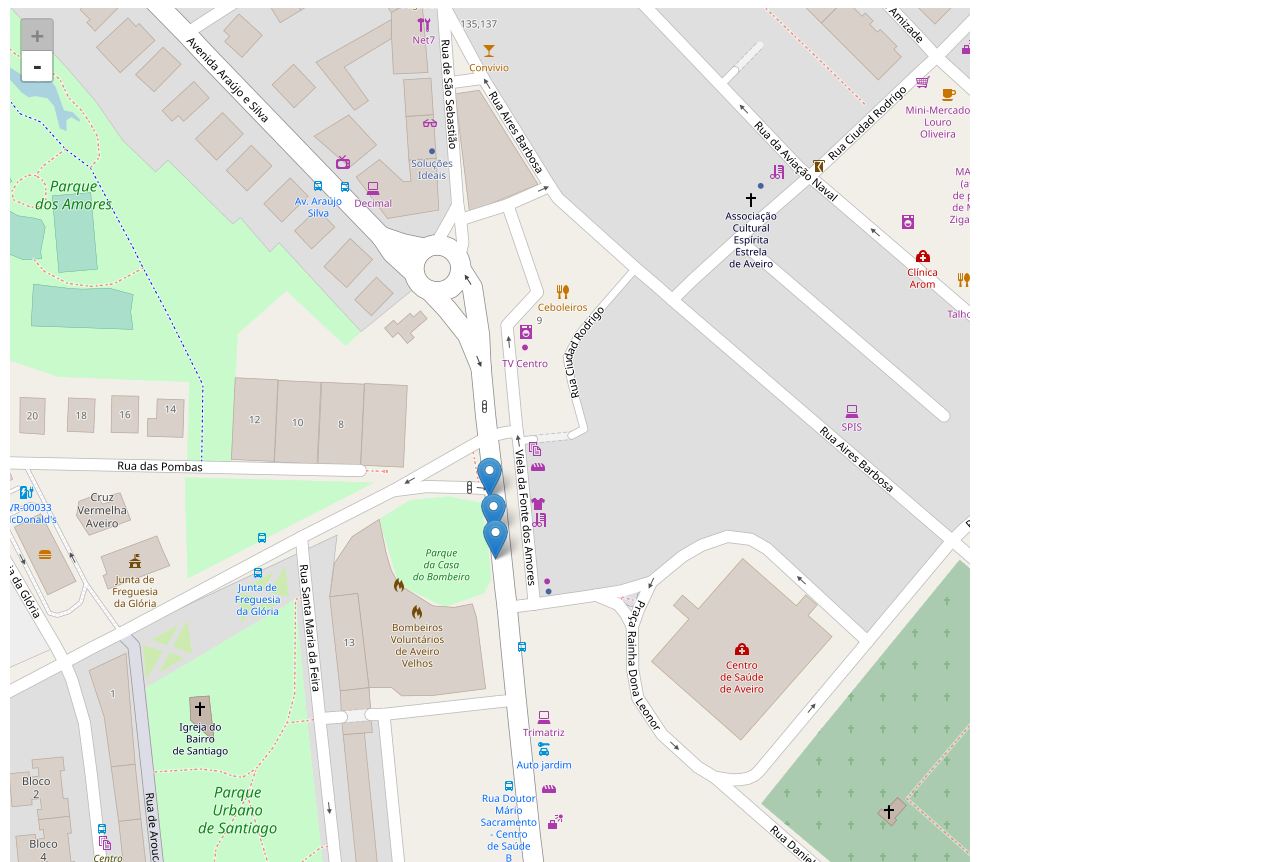 +
-
135,137
Net7
Convívio
Avenida Araújo e Silva
Rua de São Sebastião
Rua Aires Barbosa
Amizade
Mini-Mercado
Louro
Oliveira
Rua Ciudad Rodrigo
Rua da Aviação Naval
Soluções
Ideais
Parque
dos Amores
Av. Araújo
Silva
Decimal
Associação
Cultural
Espírita
Estrela
de Aveiro
Clínica
Arom
Talho
Ceboleiros
9
TV Centro
Rua Ciudad Rodrigo
20
18
16
14
12
10
8
SPIS
Rua Aires Barbosa
Rua das Pombas
Viela da Fonte dos Amores
VR-00033
McDonald's
Cruz
Vermelha
Aveiro
Junta de
Freguesia
da Glória
Junta de
Freguesia
da Glória
Parque
da Casa
do Bombeiro
Bombeiros
Voluntários
de Aveiro
Velhos
13
Rua Santa Maria da Feira
Praça Rainha Dona Leonor
Centro
de Saúde
de Aveiro
1
Igreja do
Bairro
de Santiago
Trimatriz
Auto jardim
Rua Doutor
Mário
Sacramento
- Centro
de Saúde
B
Parque
Urbano
de Santiago
Bloco
2
Bloco
4
Centro
Rua de Arouca
Rua Daniel